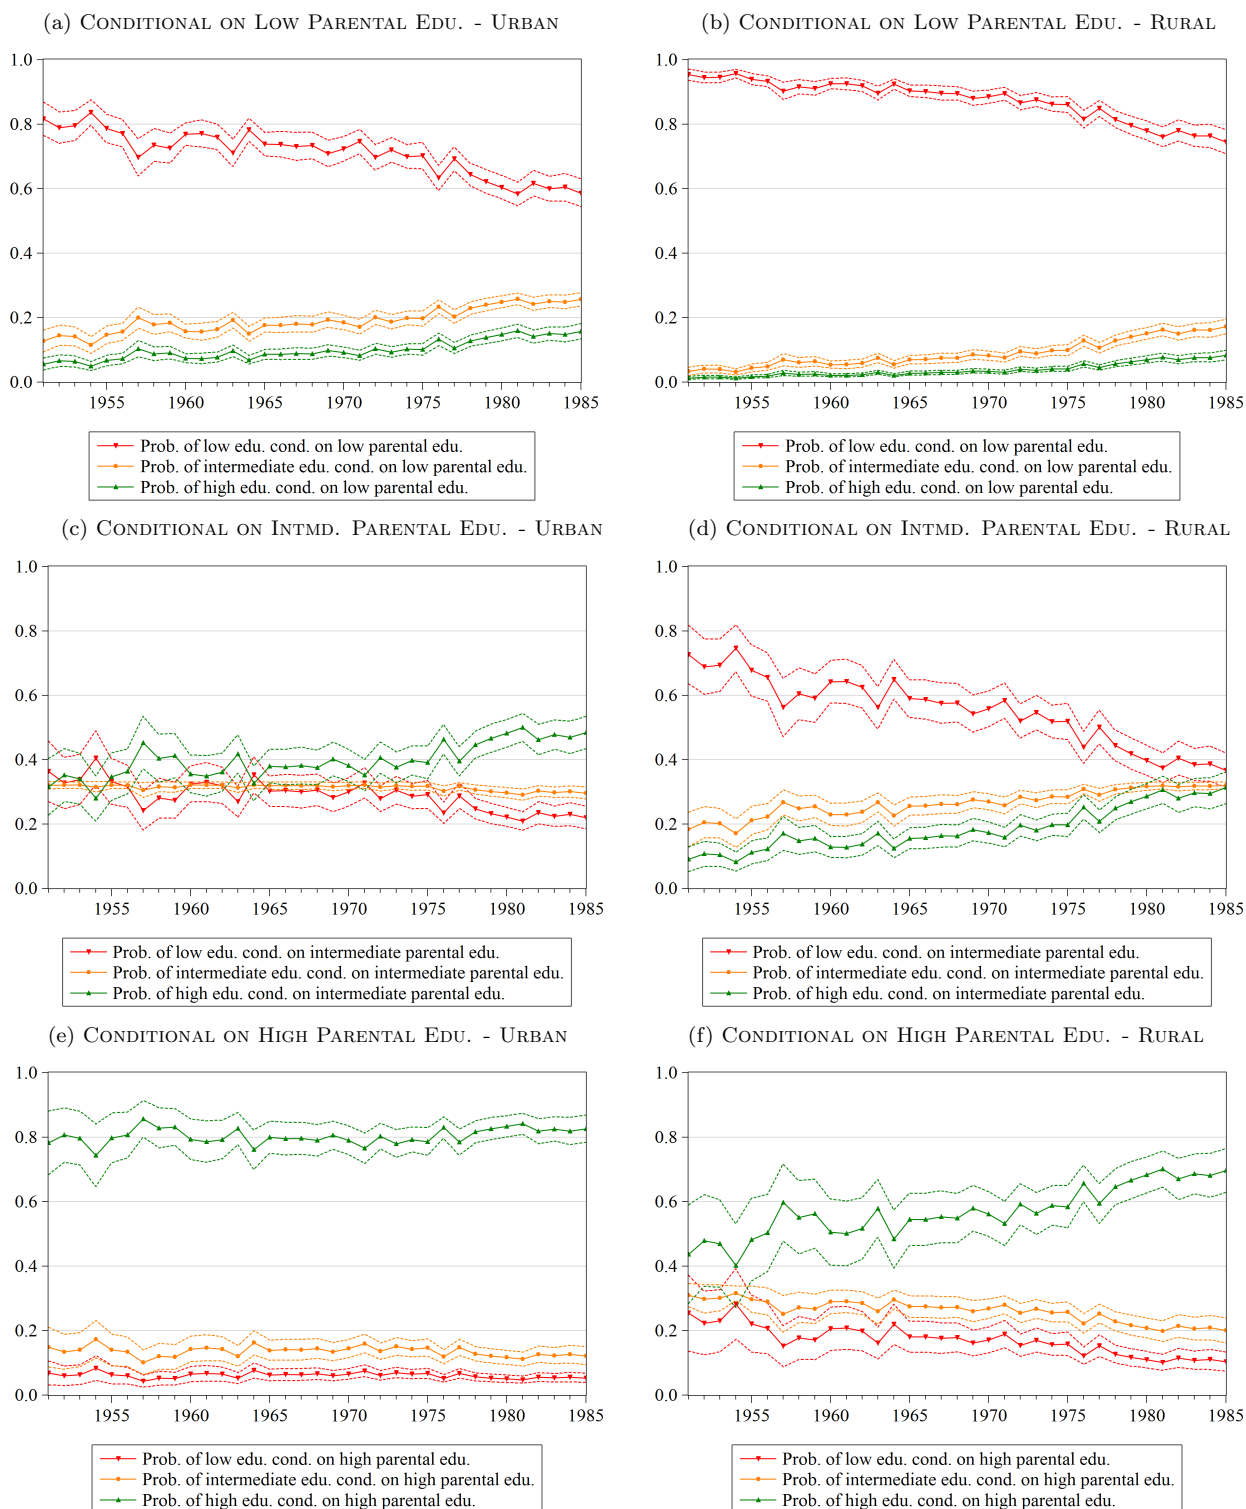 (a) Conditional on Low Parental Edu. - Urban
1.0
0.8
0.6
0.4
0.2
0.0
1955 1960 1965 1970 1975 1980 1985
Prob. of low edu. cond. on low parental edu.
Prob. of intermediate edu. cond. on low parental edu.
Prob. of high edu. cond. on low parental edu.
(b) Conditional on Low Parental Edu. - Rural
1.0
0.8
0.6
0.4
0.2
0.0
1955 1960 1965 1970 1975 1980 1985
Prob. of low edu. cond. on low parental edu.
Prob. of intermediate edu. cond. on low parental edu.
Prob. of high edu. cond. on low parental edu.
(c) Conditional on Intmd. Parental Edu. - Urban
1.0
0.8
0.6
0.4
0.2
0.0
1955 1960 1965 1970 1975 1980 1985
Prob. of low edu. cond. on intermediate parental edu.
Prob. of intermediate edu. cond. on intermediate parental edu.
Prob. of high edu. cond. on intermediate parental edu.
(d) Conditional on Intmd. Parental Edu. - Rural
1.0
0.8
0.6
0.4
0.2
0.0
1955 1960 1965 1970 1975 1980 1985
Prob. of low edu. cond. on intermediate parental edu.
Prob. of intermediate edu. cond. on intermediate parental edu.
Prob. of high edu. cond. on intermediate parental edu.
(e) Conditional on High Parental Edu. - Urban
1.0
0.8
0.6
0.4
0.2
0.0
1955 1960 1965 1970 1975 1980 1985
Prob. of low edu. cond. on high parental edu.
Prob. of intermediate edu. cond. on high parental edu.
Prob. of high edu. cond. on high parental edu.
(f) Conditional on High Parental Edu. - Rural
1.0
0.8
0.6
0.4
0.2
0.0
1955 1960 1965 1970 1975 1980 1985
Prob. of low edu. cond. on high parental edu.
Prob. of intermediate edu. cond. on high parental edu.
Prob. of high edu. cond. on high parental edu.